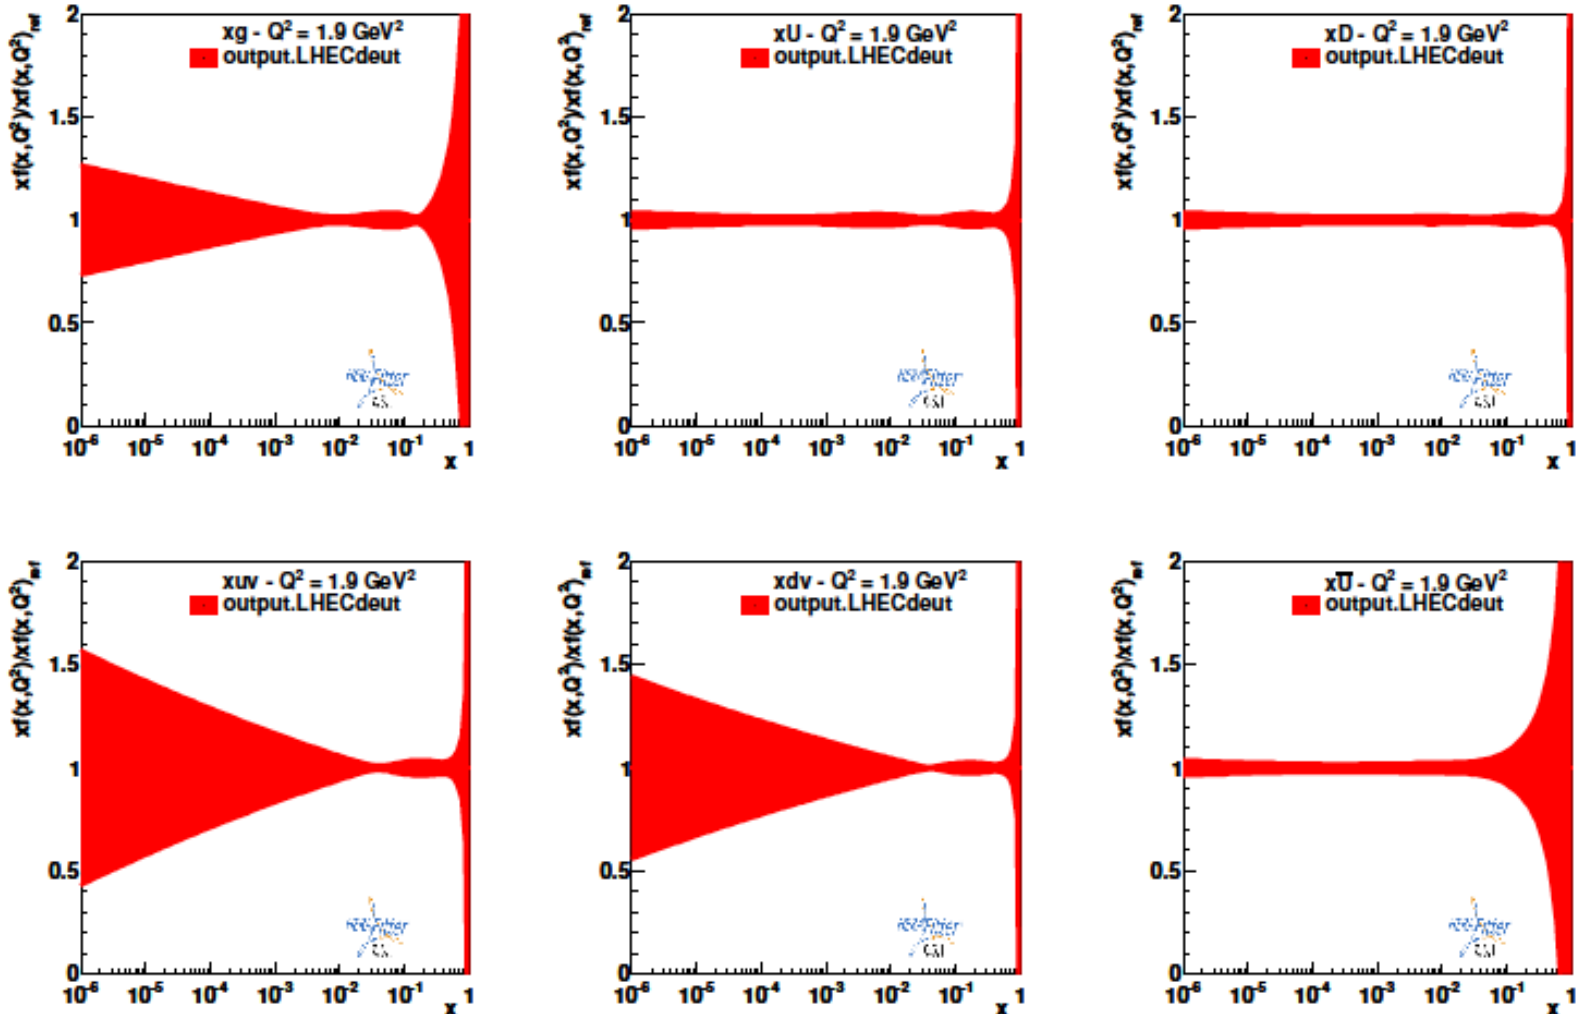 xg - Q² = 1.9 GeV²
output.LHECdeut
xf(x,Q²)/xf(x,Q²)ref
2
1.5
1
0.5
0
10⁻⁶ 10⁻⁵ 10⁻⁴ 10⁻³ 10⁻² 10⁻¹ 1
x
xU - Q² = 1.9 GeV²
output.LHECdeut
xf(x,Q²)/xf(x,Q²)ref
2
1.5
1
0.5
0
10⁻⁶ 10⁻⁵ 10⁻⁴ 10⁻³ 10⁻² 10⁻¹ 1
x
xD - Q² = 1.9 GeV²
output.LHECdeut
xf(x,Q²)/xf(x,Q²)ref
2
1.5
1
0.5
0
10⁻⁶ 10⁻⁵ 10⁻⁴ 10⁻³ 10⁻² 10⁻¹ 1
x
xuv - Q² = 1.9 GeV²
output.LHECdeut
xf(x,Q²)/xf(x,Q²)ref
2
1.5
1
0.5
0
10⁻⁶ 10⁻⁵ 10⁻⁴ 10⁻³ 10⁻² 10⁻¹ 1
x
xdv - Q² = 1.9 GeV²
output.LHECdeut
xf(x,Q²)/xf(x,Q²)ref
2
1.5
1
0.5
0
10⁻⁶ 10⁻⁵ 10⁻⁴ 10⁻³ 10⁻² 10⁻¹ 1
x
xU̅ - Q² = 1.9 GeV²
output.LHECdeut
xf(x,Q²)/xf(x,Q²)ref
2
1.5
1
0.5
0
10⁻⁶ 10⁻⁵ 10⁻⁴ 10⁻³ 10⁻² 10⁻¹ 1
x